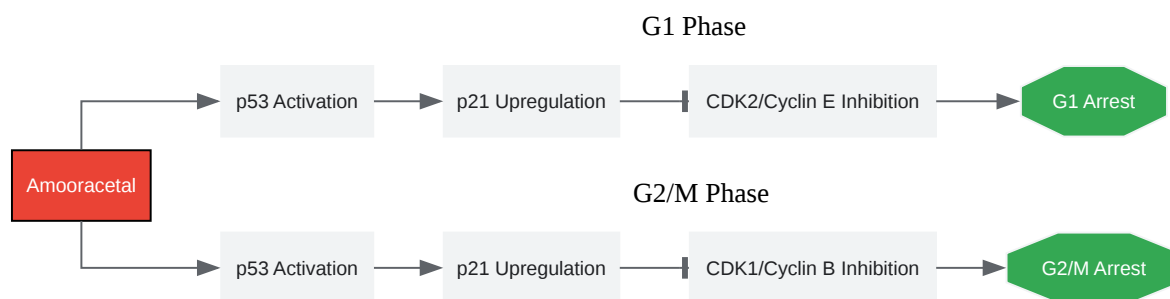 G1 Phase
p53 Activation
p21 Upregulation
CDK2/Cyclin E Inhibition
G1 Arrest
Amooracetal
G2/M Phase
p53 Activation
p21 Upregulation
CDK1/Cyclin B Inhibition
G2/M Arrest